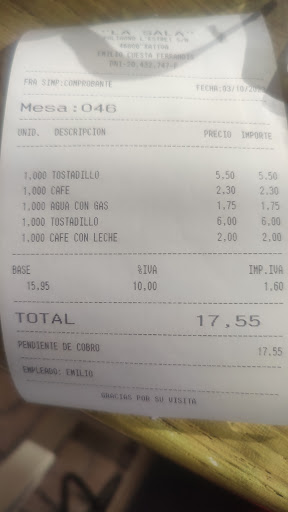 "LA SALA"
FRA SIMP:COMPROBANTE FECHA:03/10/
Mesa:046
UNID. DESCRIPCION PRECIO IMPORTE
1,000 TOSTADILLO 5.50 5.50
1,000 CAFE 2.30 2.30
1,000 AGUA CON GAS 1.75 1.75
1,000 TOSTADILLO 6.00 6.00
1,000 CAFE CON LECHE 2.00 2.00
BASE %IVA IMP.IVA
15.95 10.00 1.60
TOTAL 17,55
PENDIENTE DE COBRO 17.55
EMPLEADO: EMILIO
GRACIAS POR SU VISITA